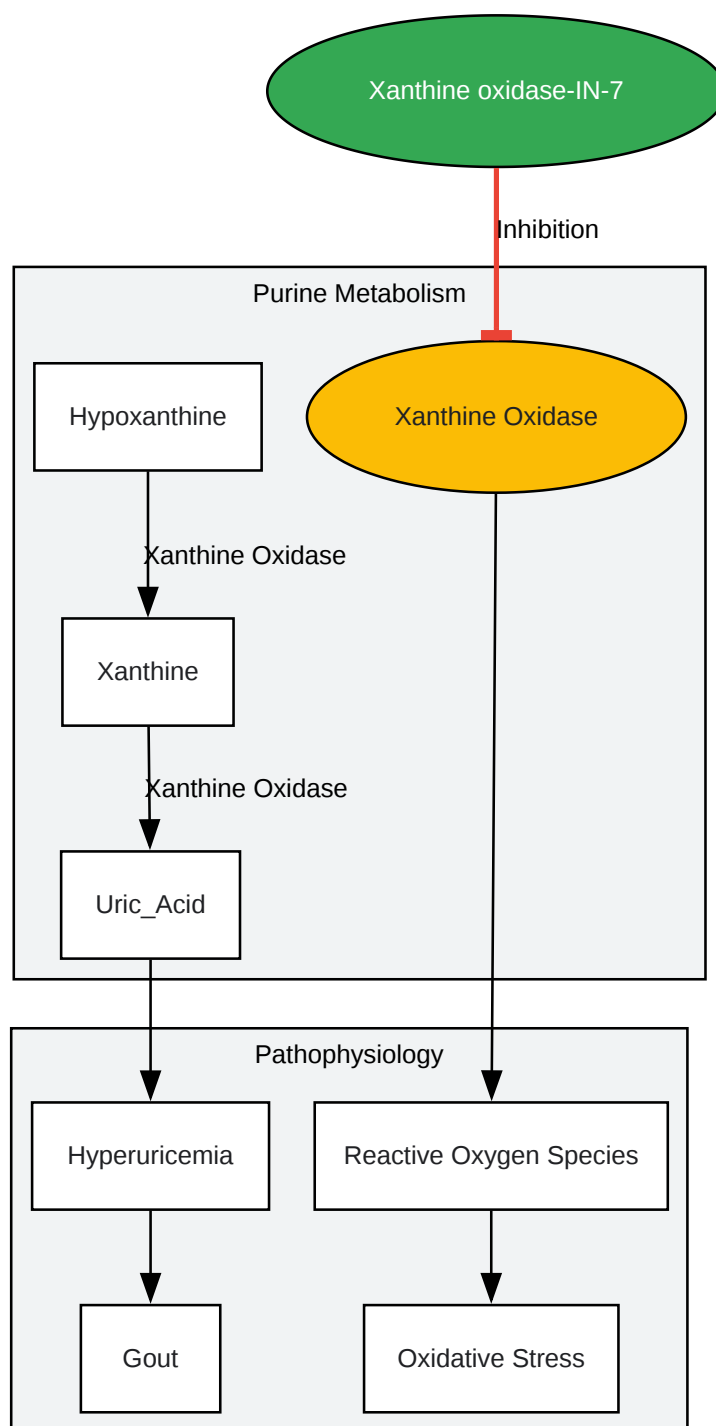 Xanthine oxidase-IN-7
Inhibition
Purine Metabolism
Hypoxanthine
Xanthine Oxidase
Xanthine Oxidase
Xanthine
Xanthine Oxidase
Uric_Acid
Pathophysiology
Hyperuricemia
Reactive Oxygen Species
Gout
Oxidative Stress